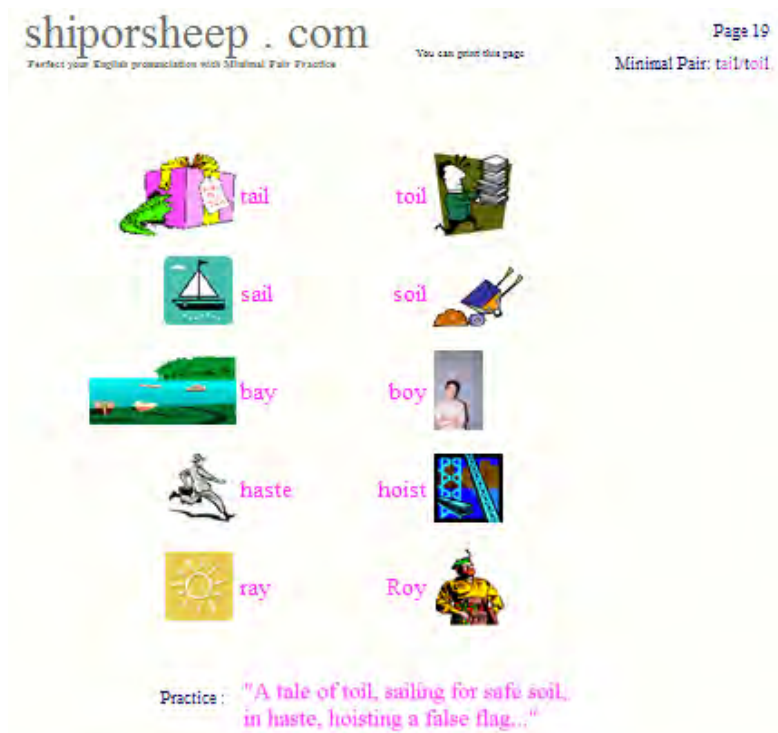 shiporsheep . com
Perfect your English pronunciation with Minimal Pair Practice
You can print this page
Page 19
Minimal Pair: tail/toil
tail toil
sail soil
bay boy
haste hoist
ray Roy
Practice : "A tale of toil, sailing for safe soil,
in haste, hoisting a false flag..."